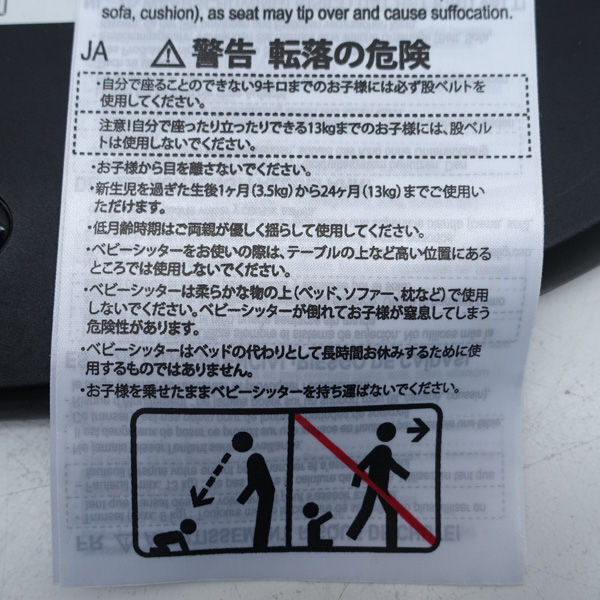 sofa, cushion), as seat may tip over and cause suffocation.
JA ⚠ 警告 転落の危険
・自分で座ることのできない9キロまでのお子様には必ず股ベルトを
使用してください。
注意!自分で座ったり立ったりできる13kgまでのお子様には、股ベル
トは使用しないでください。
・お子様から目を離さないでください。
・新生児を過ぎた生後1ヶ月(3.5kg)から24ヶ月(13kg)までご使用い
ただけます。
・低月齢時期はご両親が優しく揺らして使用してください。
・ベビーシッターをお使いの際は、テーブルの上など高い位置にある
ところでは使用しないでください。
・ベビーシッターは柔らかな物の上(ベッド、ソファー、枕など)で使用
しないでください。ベビーシッターが倒れてお子様が窒息してしまう
危険性があります。
・ベビーシッターはベッドの代わりとして長時間お休みするために使
用するものではありません。
・お子様を乗せたままベビーシッターを持ち運ばないでください。